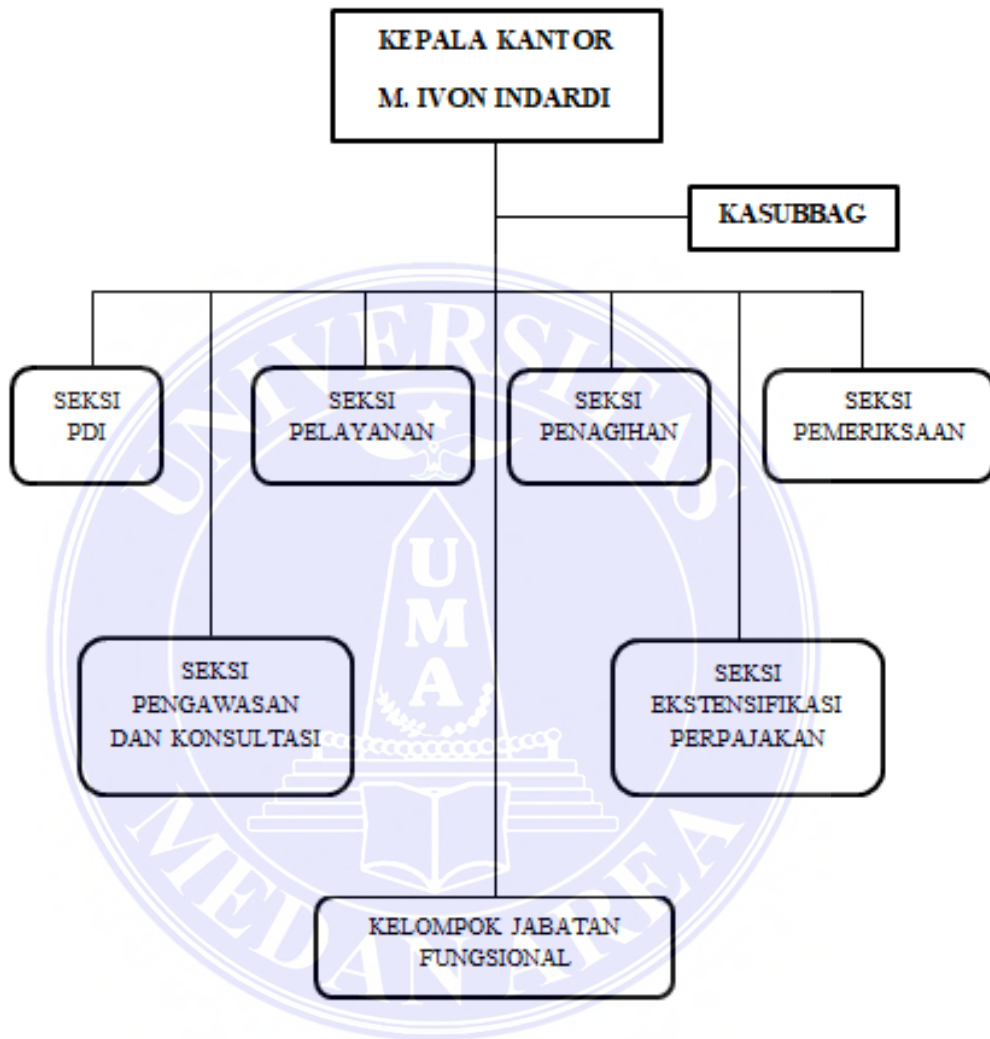 KEPALA KANTOR
M. IVON INDARDI
KASUBBAG
SEKSI
PDI
SEKSI
PELAYANAN
SEKSI
PENAGIHAN
SEKSI
PEMERIKSAAN
SEKSI
PENGAWASAN
DAN KONSULTASI
SEKSI
EKSTENSIFIKASI
PERPAJAKAN
KELOMPOK JABATAN
FUNGSIONAL
UNIVERSITAS
MEDAN AREA
U
M
A